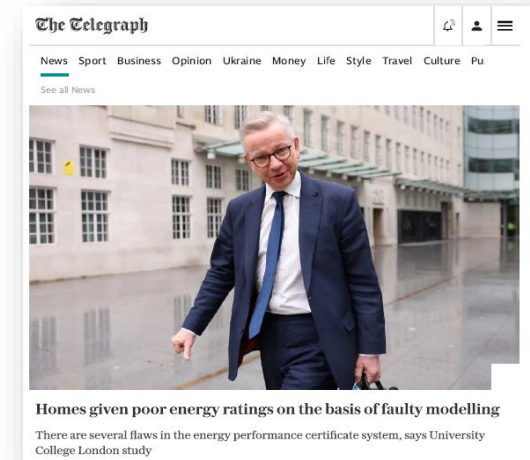 The Telegraph
News Sport Business Opinion Ukraine Money Life Style Travel Culture Pu
See all News
Homes given poor energy ratings on the basis of faulty modelling
There are several flaws in the energy performance certificate system, says University
College London study